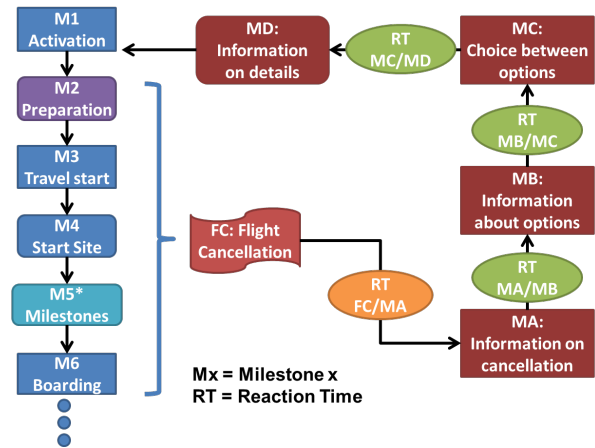 M1
Activation
M2
Preparation
M3
Travel start
M4
Start Site
M5*
Milestones
M6
Boarding
MD:
Information
on details
RT
MC/MD
MC:
Choice between
options
RT
MB/MC
MB:
Information
about options
RT
MA/MB
MA:
Information on
cancellation
FC: Flight
Cancellation
RT
FC/MA
Mx = Milestone x
RT = Reaction Time